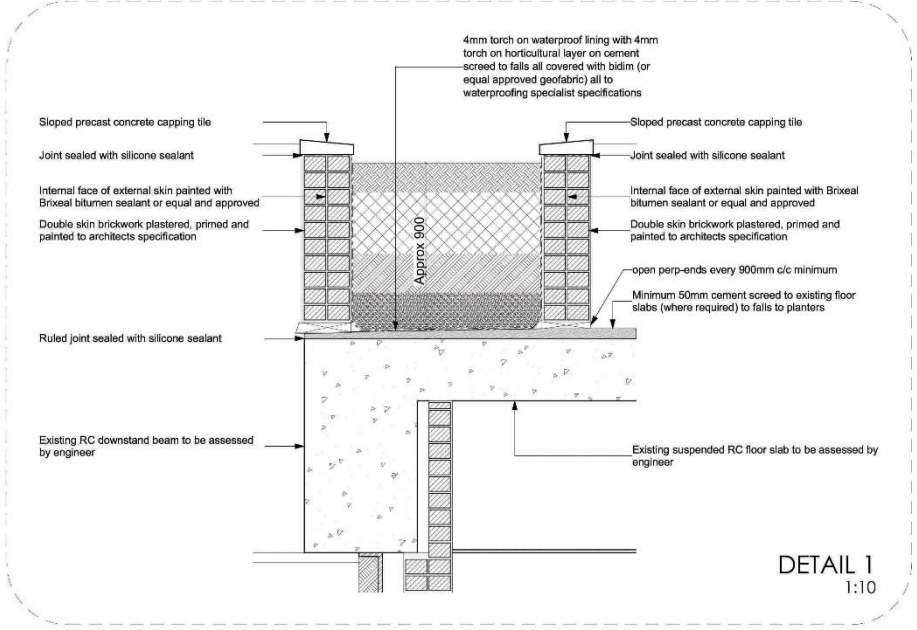 4mm torch on waterproof lining with 4mm
torch on horticultural layer on cement
screed to falls all covered with bidim (or
equal approved geofabric) all to
waterproofing specialist specifications
Sloped precast concrete capping tile
Joint sealed with silicone sealant
Internal face of external skin painted with
Brixeal bitumen sealant or equal and approved
Double skin brickwork plastered, primed and
painted to architects specification
Ruled joint sealed with silicone sealant
Existing RC downstand beam to be assessed
by engineer
Approx 900
Sloped precast concrete capping tile
Joint sealed with silicone sealant
Internal face of external skin painted with Brixeal
bitumen sealant or equal and approved
Double skin brickwork plastered, primed and
painted to architects specification
open perp-ends every 900mm c/c minimum
Minimum 50mm cement screed to existing floor
slabs (where required) to falls to planters
Existing suspended RC floor slab to be assessed by
engineer
DETAIL 1
1:10